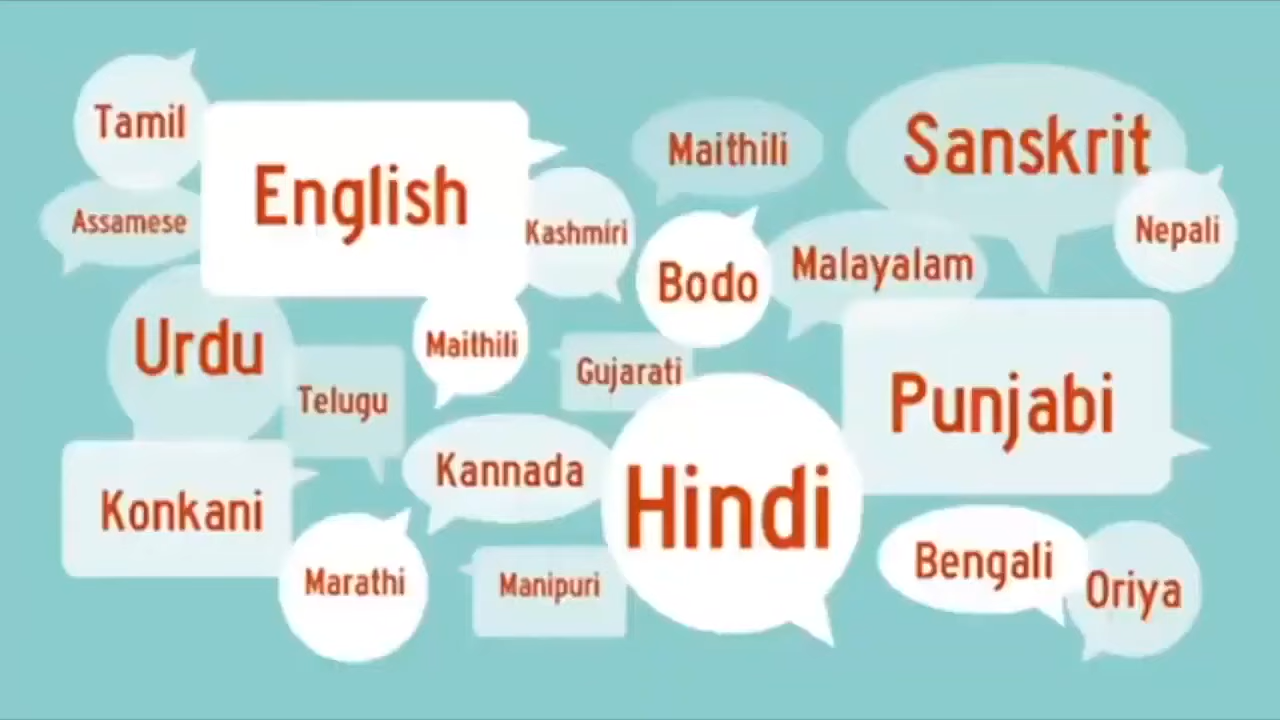 Tamil
English
Maithili
Sanskrit
Assamese
Kashmiri
Nepali
Bodo
Malayalam
Urdu
Maithili
Gujarati
Telugu
Punjabi
Kannada
Konkani
Hindi
Marathi
Manipuri
Bengali
Oriya